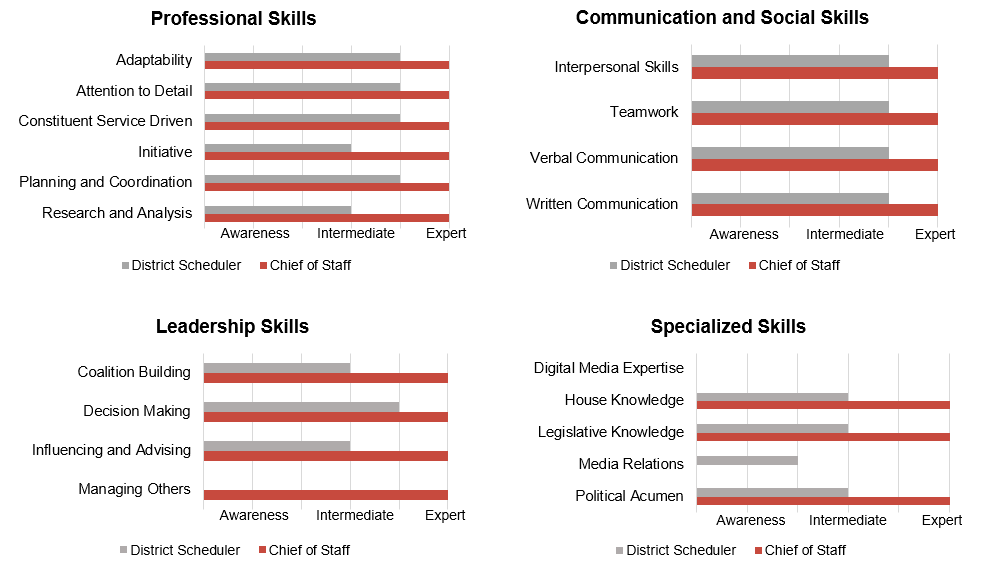 Professional Skills
Adaptability
Attention to Detail
Constituent Service Driven
Initiative
Planning and Coordination
Research and Analysis
Awareness Intermediate Expert
District Scheduler Chief of Staff
Communication and Social Skills
Interpersonal Skills
Teamwork
Verbal Communication
Written Communication
Awareness Intermediate Expert
District Scheduler Chief of Staff
Leadership Skills
Coalition Building
Decision Making
Influencing and Advising
Managing Others
Awareness Intermediate Expert
District Scheduler Chief of Staff
Specialized Skills
Digital Media Expertise
House Knowledge
Legislative Knowledge
Media Relations
Political Acumen
Awareness Intermediate Expert
District Scheduler Chief of Staff